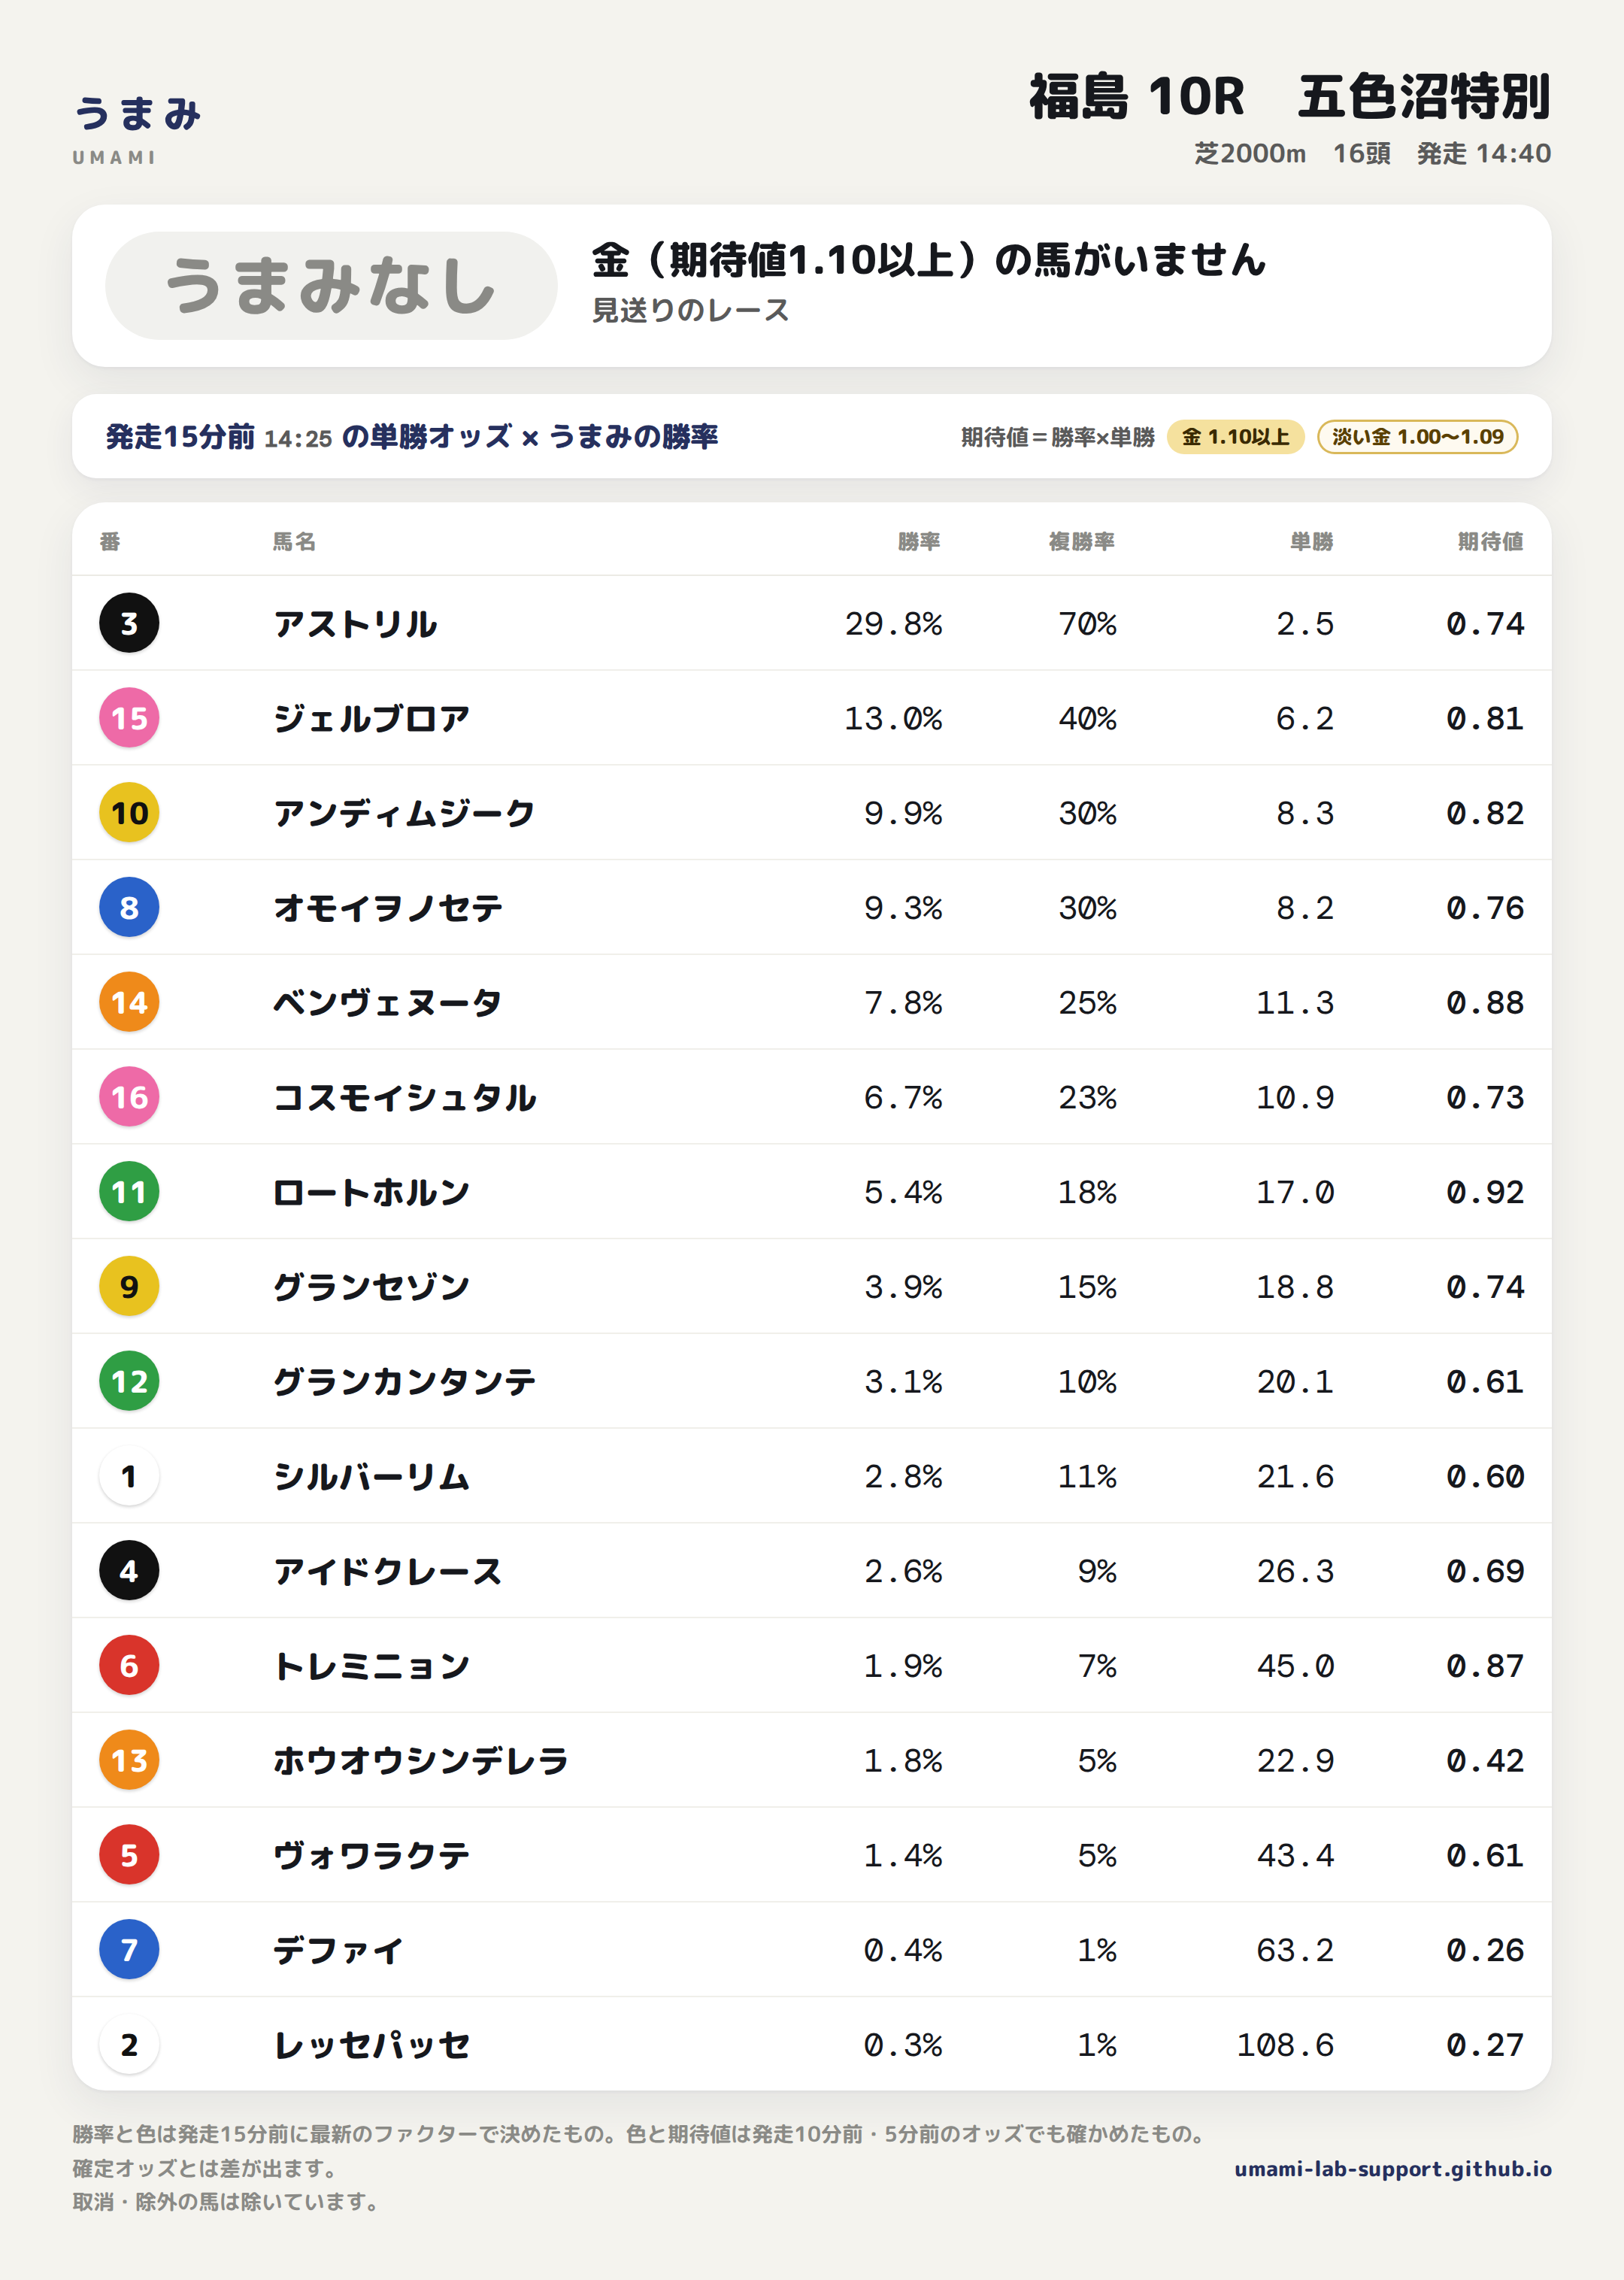 うまみ
UMAMI
福島 10R　五色沼特別
芝2000m　16頭　発走 14:40
うまみなし
金（期待値1.10以上）の馬がいません
見送りのレース
発走15分前 14:25 の単勝オッズ × うまみの勝率
期待値＝勝率×単勝 金 1.10以上 淡い金 1.00〜1.09
番 馬名 勝率 複勝率 単勝 期待値
3 アストリル 29.8% 70% 2.5 0.74
15 ジェルブロア 13.0% 40% 6.2 0.81
10 アンディムジーク 9.9% 30% 8.3 0.82
8 オモイヲノセテ 9.3% 30% 8.2 0.76
14 ベンヴェヌータ 7.8% 25% 11.3 0.88
16 コスモイシュタル 6.7% 23% 10.9 0.73
11 ロートホルン 5.4% 18% 17.0 0.92
9 グランセゾン 3.9% 15% 18.8 0.74
12 グランカンタンテ 3.1% 10% 20.1 0.61
1 シルバーリム 2.8% 11% 21.6 0.60
4 アイドクレース 2.6% 9% 26.3 0.69
6 トレミニョン 1.9% 7% 45.0 0.87
13 ホウオウシンデレラ 1.8% 5% 22.9 0.42
5 ヴォワラクテ 1.4% 5% 43.4 0.61
7 デファイ 0.4% 1% 63.2 0.26
2 レッセパッセ 0.3% 1% 108.6 0.27
勝率と色は発走15分前に最新のファクターで決めたもの。色と期待値は発走10分前・5分前のオッズでも確かめたもの。
確定オッズとは差が出ます。
取消・除外の馬は除いています。
umami-lab-support.github.io